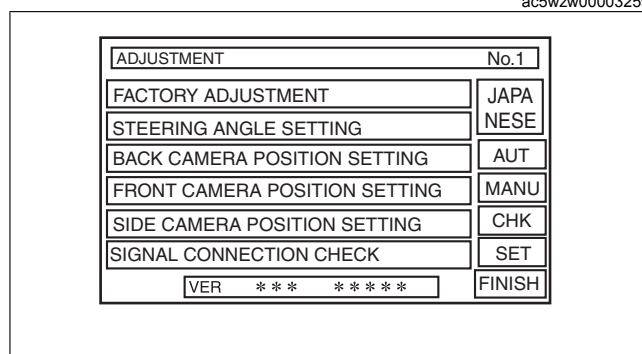 ac5w2w0000325
ADJUSTMENT No.1
FACTORY ADJUSTMENT
JAPA
NESE
STEERING ANGLE SETTING
BACK CAMERA POSITION SETTING AUT
FRONT CAMERA POSITION SETTING MANU
SIDE CAMERA POSITION SETTING CHK
SIGNAL CONNECTION CHECK SET
VER *** ***** FINISH